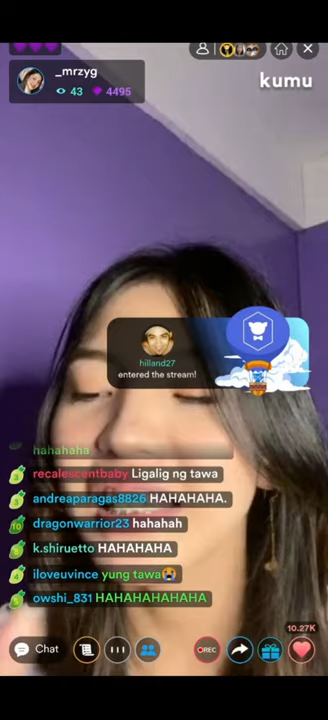 _mrzyg
43 4495
kumu
hilland27
entered the stream!
hahahaha
recalescentbaby Ligalig ng tawa
andreaparagas8826 HAHAHAHA.
dragonwarrior23 hahahah
k.shiruetto HAHAHAHA
iloveuvince yung tawa😭
owshi_831 HAHAHAHAHAHA
10.27K
Chat
REC